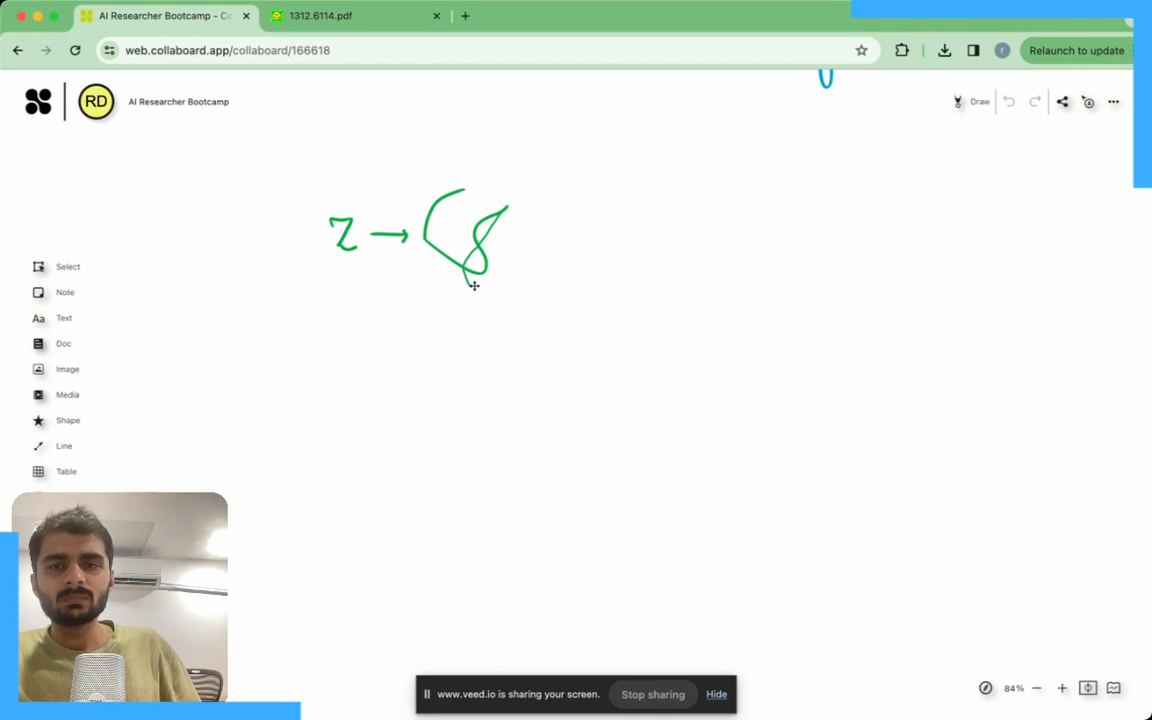 AI Researcher Bootcamp - Co
1312.6114.pdf
web.collaboard.app/collaboard/166618
Relaunch to update
RD
AI Researcher Bootcamp
Draw
z → 
Select
Note
Aa Text
Doc
Image
Media
Shape
Line
Table
www.veed.io is sharing your screen.
Stop sharing
Hide
84%